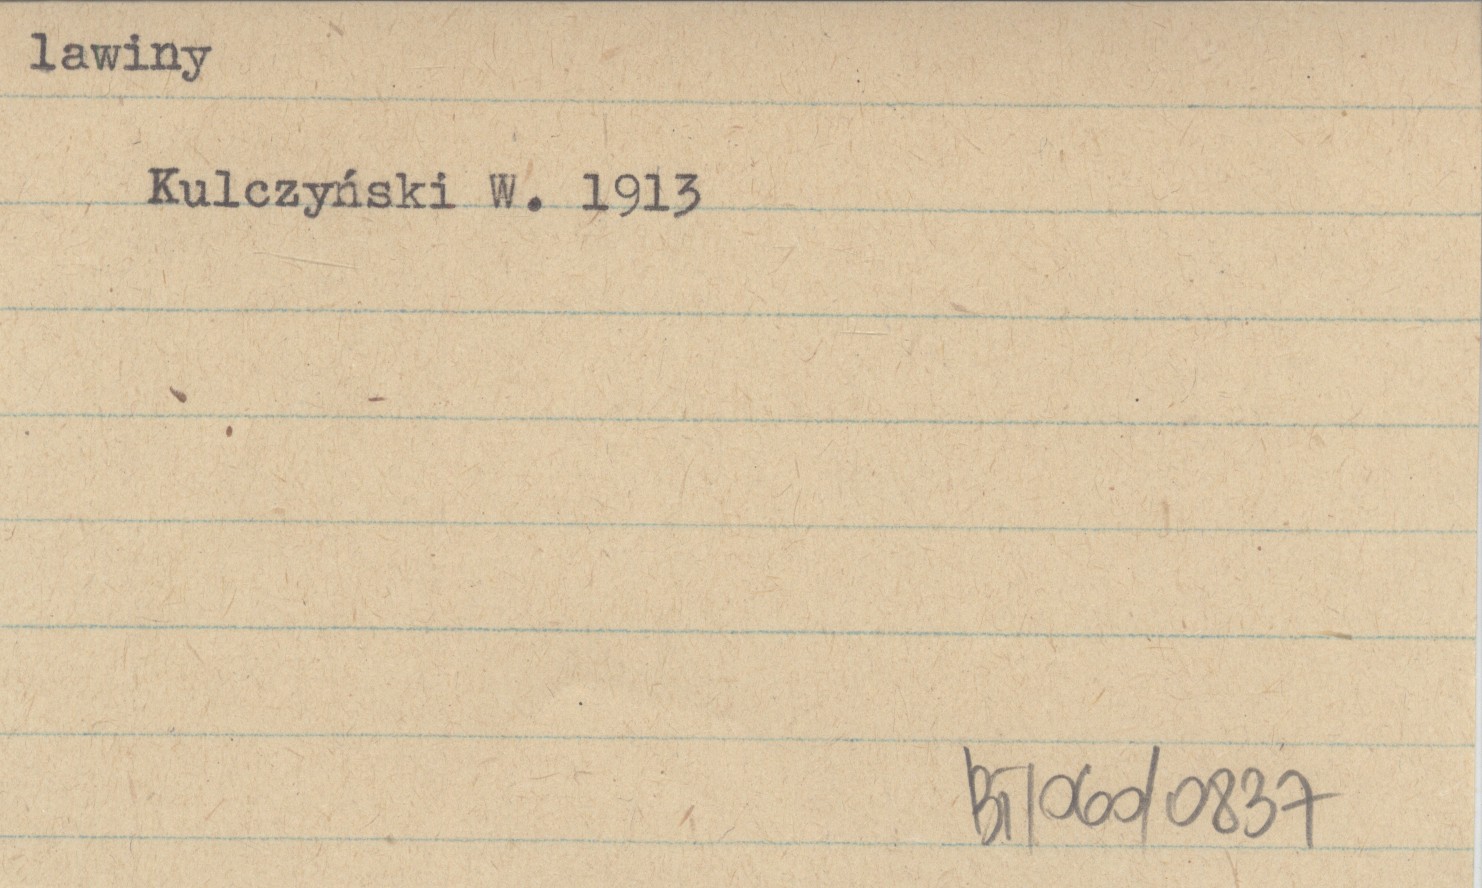 lawiny
Kulczyński W. 1913
BT/060/0837